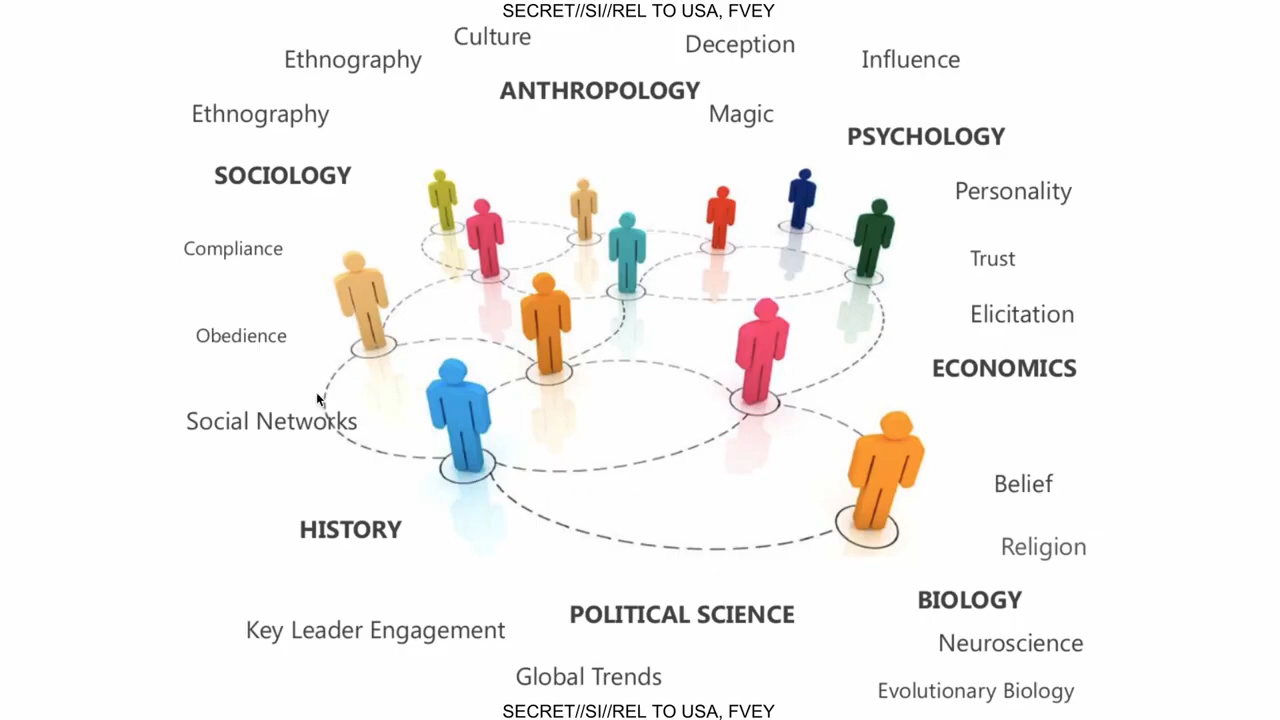 SECRET//SI//REL TO USA, FVEY
Culture
Deception
Ethnography
Influence
ANTHROPOLOGY
Ethnography
Magic
PSYCHOLOGY
SOCIOLOGY
Personality
Compliance
Trust
Elicitation
Obedience
ECONOMICS
Social Networks
Belief
HISTORY
Religion
BIOLOGY
POLITICAL SCIENCE
Key Leader Engagement
Neuroscience
Global Trends
Evolutionary Biology
SECRET//SI//REL TO USA, FVEY